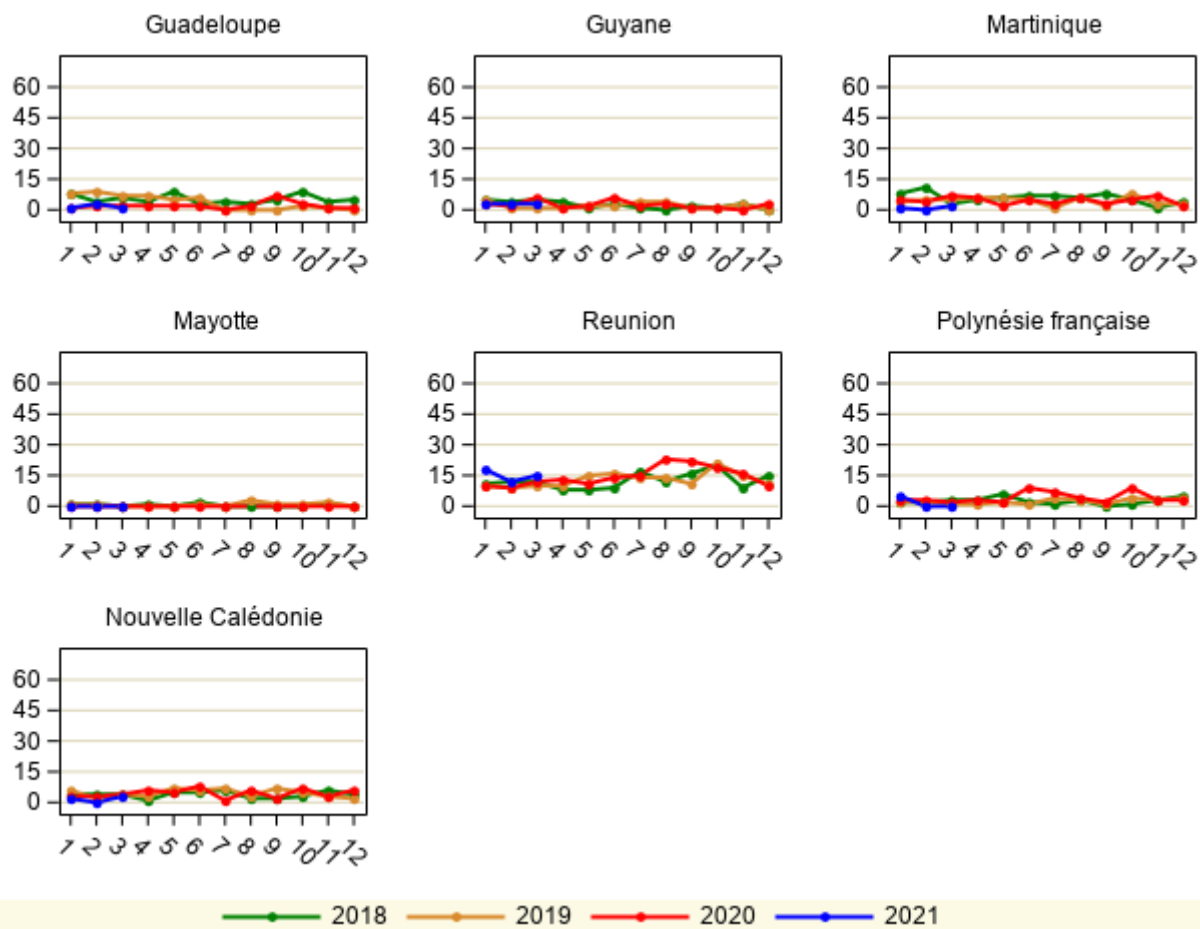 Guadeloupe Guyane Martinique
60 60 60
45 45 45
30 30 30
15 15 15
0 0 0
1 2 3 4 5 6 7 8 9 10 11 12 1 2 3 4 5 6 7 8 9 10 11 12 1 2 3 4 5 6 7 8 9 10 11 12
Mayotte Reunion Polynésie française
60 60 60
45 45 45
30 30 30
15 15 15
0 0 0
1 2 3 4 5 6 7 8 9 10 11 12 1 2 3 4 5 6 7 8 9 10 11 12 1 2 3 4 5 6 7 8 9 10 11 12
Nouvelle Calédonie
60
45
30
15
0
1 2 3 4 5 6 7 8 9 10 11 12
2018 2019 2020 2021